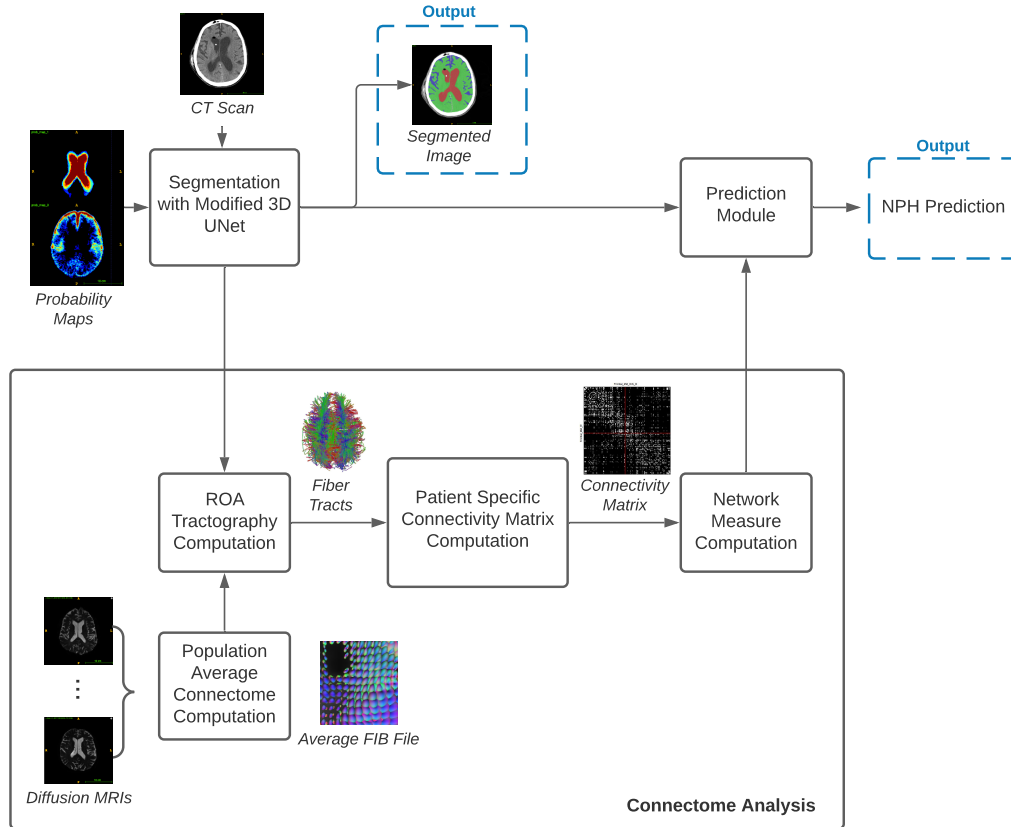 Output
CT Scan
Segmented
Image
Segmentation
with Modified 3D
UNet
Probability
Maps
Prediction
Module
Output
NPH Prediction
ROA
Tractography
Computation
Fiber
Tracts
Patient Specific
Connectivity Matrix
Computation
Connectivity
Matrix
Network
Measure
Computation
Population
Average
Connectome
Computation
Average FIB File
Diffusion MRIs
Connectome Analysis